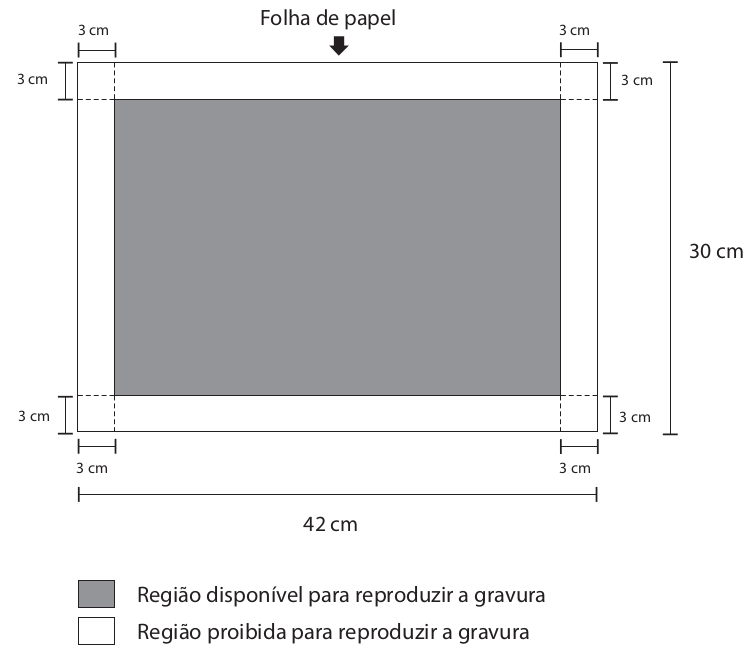 Folha de papel
3 cm
3 cm
3 cm
3 cm
30 cm
3 cm
3 cm
3 cm
3 cm
42 cm
Região disponível para reproduzir a gravura
Região proibida para reproduzir a gravura